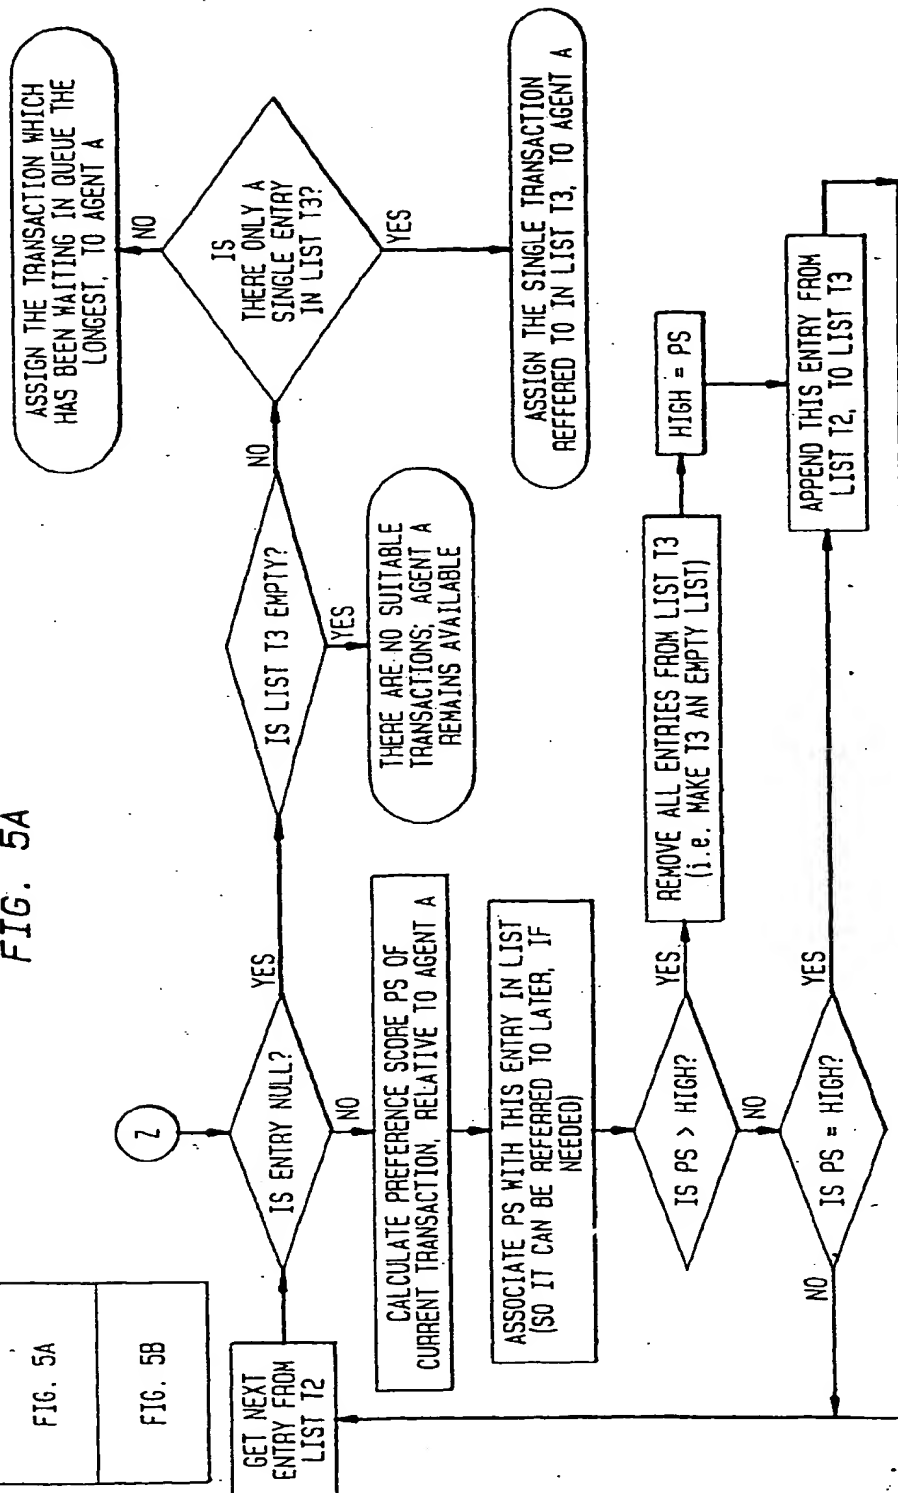 FIG. 5A
FIG. 5A
FIG. 5B
Z
GET NEXT
ENTRY FROM
LIST T2
IS ENTRY NULL?
YES
NO
IS LIST T3 EMPTY?
NO
YES
THERE ARE NO SUITABLE
TRANSACTIONS; AGENT A
REMAINS AVAILABLE
IS
THERE ONLY A
SINGLE ENTRY
IN LIST T3?
NO
YES
ASSIGN THE TRANSACTION WHICH
HAS BEEN WAITING IN QUEUE THE
LONGEST, TO AGENT A
ASSIGN THE SINGLE TRANSACTION
REFFERED TO IN LIST T3, TO AGENT A
CALCULATE PREFERENCE SCORE PS OF
CURRENT TRANSACTION, RELATIVE TO AGENT A
ASSOCIATE PS WITH THIS ENTRY IN LIST
(SO IT CAN BE REFERRED TO LATER, IF
NEEDED)
IS PS > HIGH?
YES
NO
REMOVE ALL ENTRIES FROM LIST T3
(i.e. MAKE T3 AN EMPTY LIST)
HIGH = PS
IS PS = HIGH?
YES
NO
APPEND THIS ENTRY FROM
LIST T2, TO LIST T3